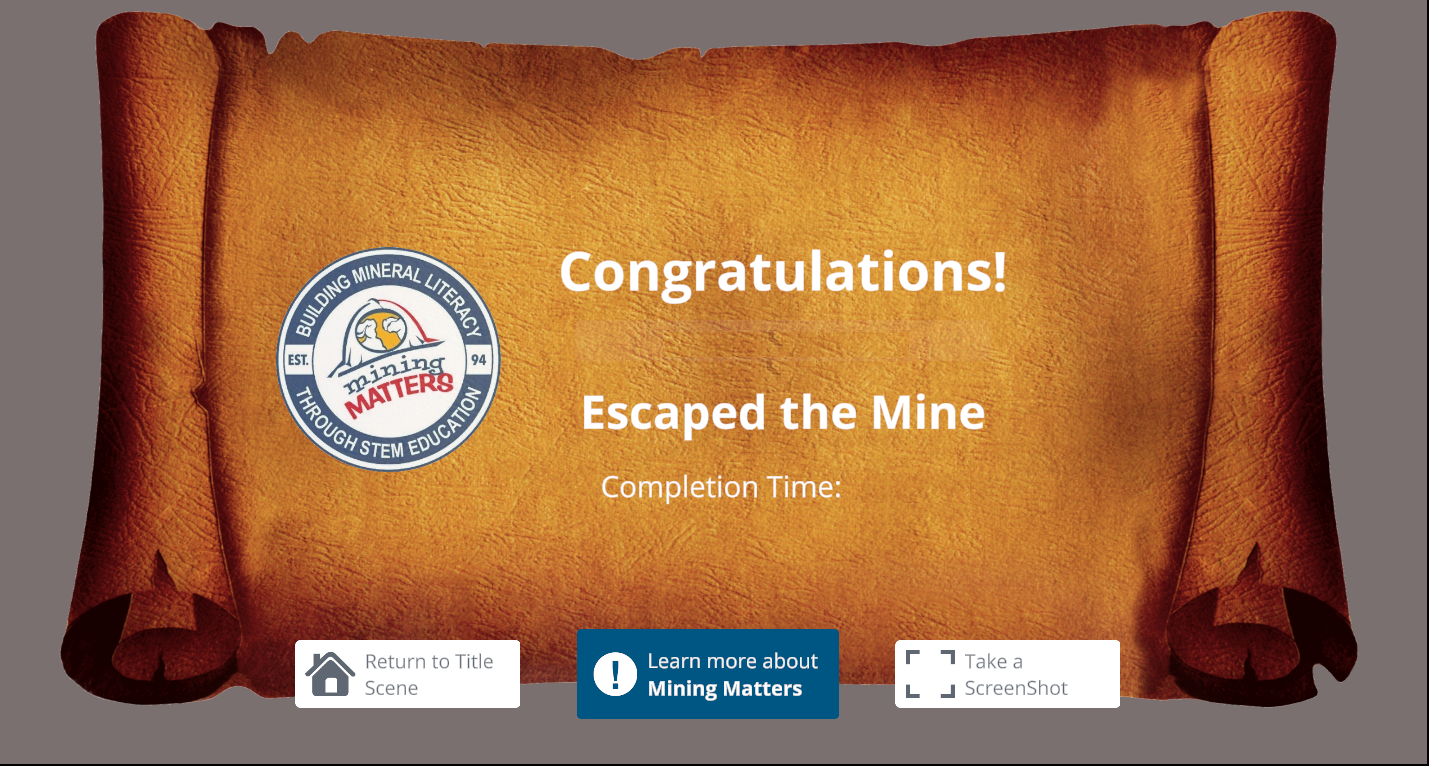 Congratulations!
BUILDING MINERAL LITERACY
EST. 94
mining
MATTERS
THROUGH STEM EDUCATION
Escaped the Mine
Completion Time:
Return to Title
Scene
! Learn more about
Mining Matters
Take a
ScreenShot